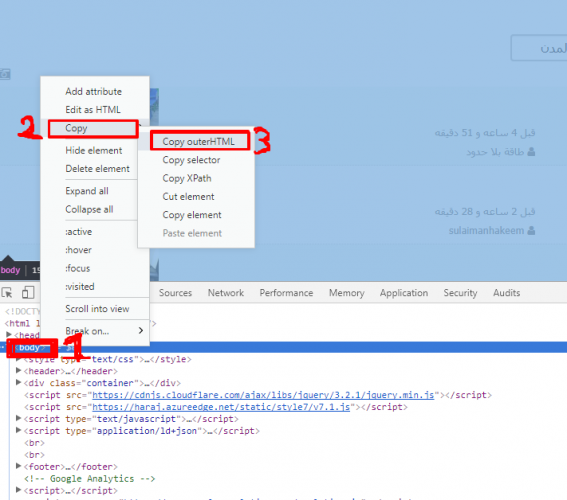 المدن
Add attribute
Edit as HTML
2
Copy
Hide element
Delete element
Expand all
Collapse all
:active
:hover
:focus
:visited
Scroll into view
Break on...
Copy outerHTML
3
Copy selector
Copy XPath
Cut element
Copy element
Paste element
قبل 4 ساعه و 51 دقيقه
طاقة بلا حدود
قبل 2 ساعه و 28 دقيقه
sulaimanhakeem
body
Sources Network Performance Memory Application Security Audits
<!DOCTY
<html l
<head
body
1
<style type="text/css">…</style>
<header>…</header>
<div class="container">…</div>
<script src="https://cdnjs.cloudflare.com/ajax/libs/jquery/3.2.1/jquery.min.js"></script>
<script src="https://haraj.azureedge.net/static/style7/v7.1.js"></script>
<script type="text/javascript">…</script>
<script type="application/ld+json">…</script>
<br>
<br>
<footer>…</footer>
<!-- Google Analytics -->
<script>…</script>